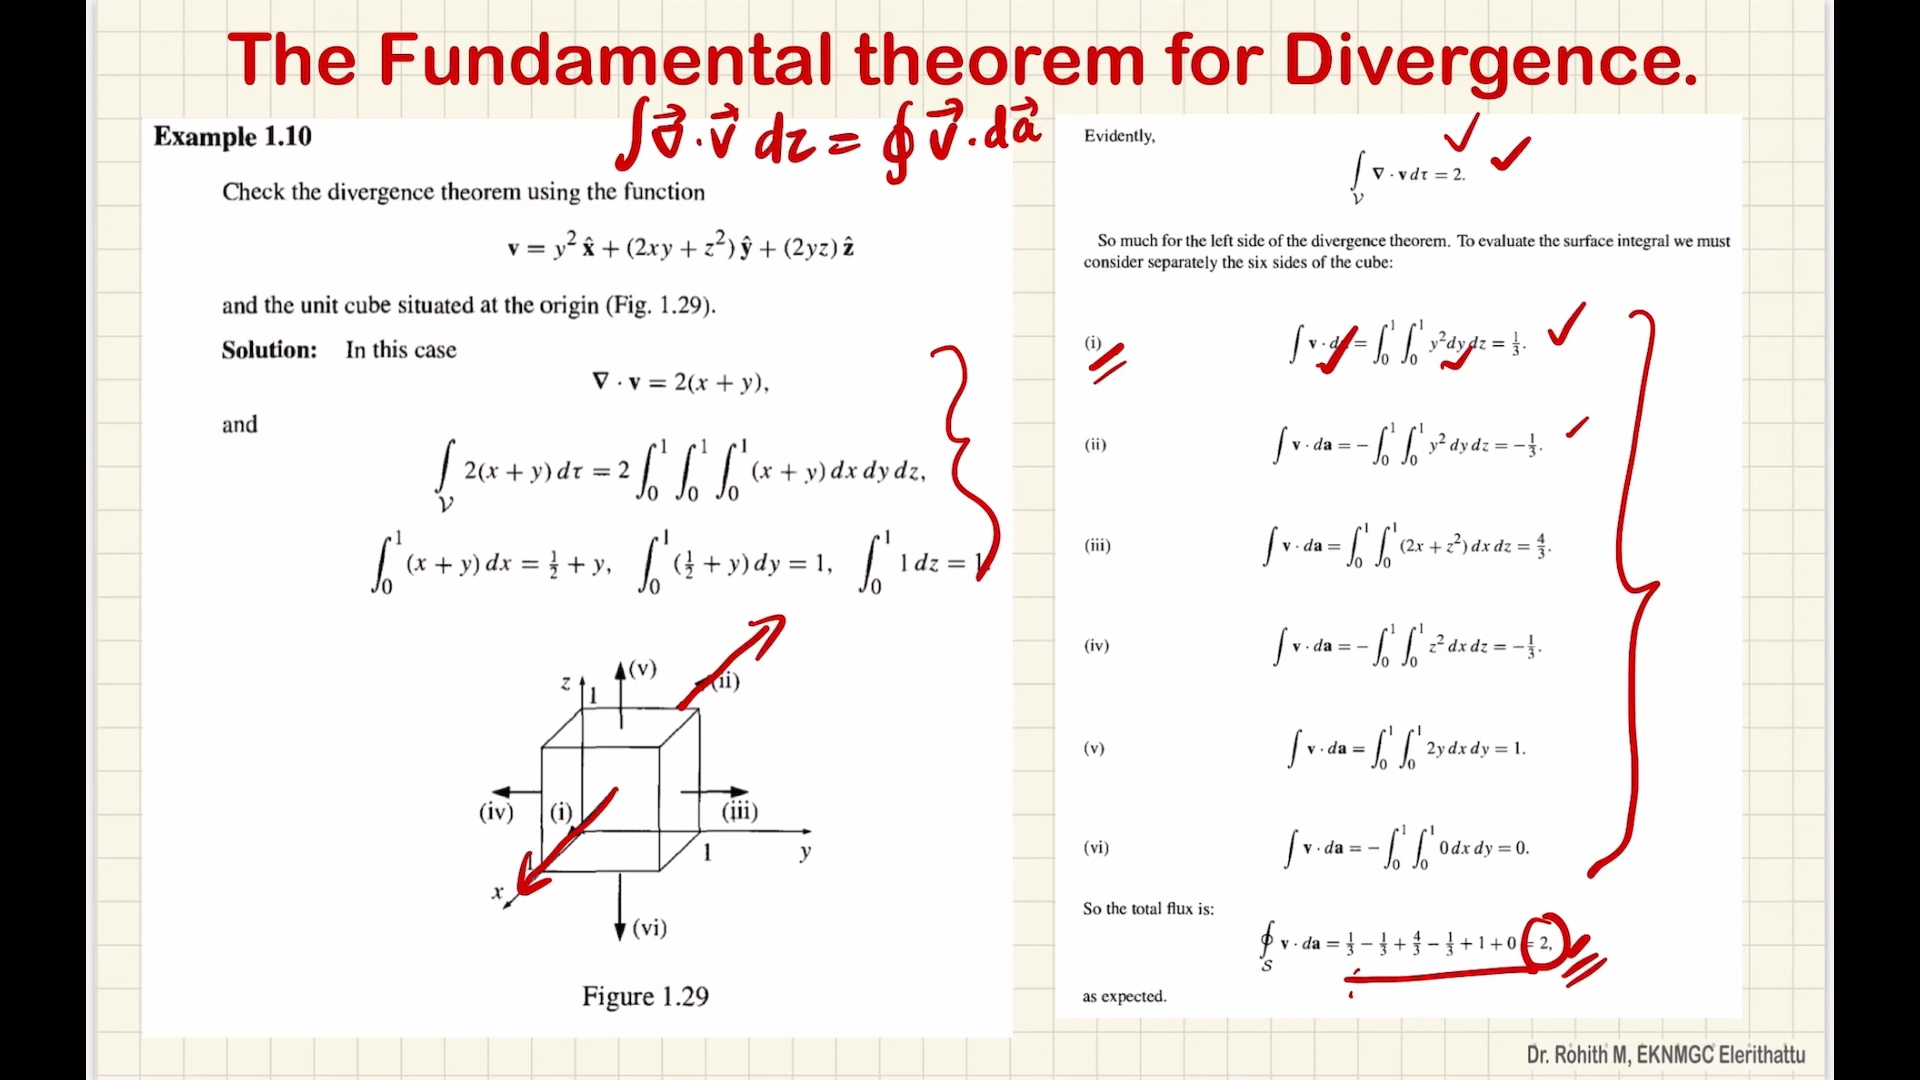 The Fundamental theorem for Divergence.
∫∇⃗·v⃗ dτ = ∮v⃗·da⃗
Example 1.10
Check the divergence theorem using the function
v = y² x̂ + (2xy + z²) ŷ + (2yz) ẑ
and the unit cube situated at the origin (Fig. 1.29).
Solution: In this case
∇ · v = 2(x + y),
and
∫_V 2(x + y) dτ = 2 ∫₀¹ ∫₀¹ ∫₀¹ (x + y) dx dy dz,
∫₀¹ (x + y) dx = ½ + y, ∫₀¹ (½ + y) dy = 1, ∫₀¹ 1 dz = 1
z
1
(v)
(ii)
(iv)
(i)
(iii)
1
y
x
(vi)
Figure 1.29
Evidently,
∫_V ∇ · v dτ = 2.
So much for the left side of the divergence theorem. To evaluate the surface integral we must
consider separately the six sides of the cube:
(i) ∫ v · da = ∫₀¹ ∫₀¹ y² dy dz = ⅓.
(ii) ∫ v · da = − ∫₀¹ ∫₀¹ y² dy dz = −⅓.
(iii) ∫ v · da = ∫₀¹ ∫₀¹ (2x + z²) dx dz = 4/3.
(iv) ∫ v · da = − ∫₀¹ ∫₀¹ z² dx dz = −⅓.
(v) ∫ v · da = ∫₀¹ ∫₀¹ 2y dx dy = 1.
(vi) ∫ v · da = − ∫₀¹ ∫₀¹ 0 dx dy = 0.
So the total flux is:
∮_S v · da = ⅓ − ⅓ + 4/3 − ⅓ + 1 + 0 = 2,
as expected.
Dr. Rohith M, EKNMGC Elerithattu